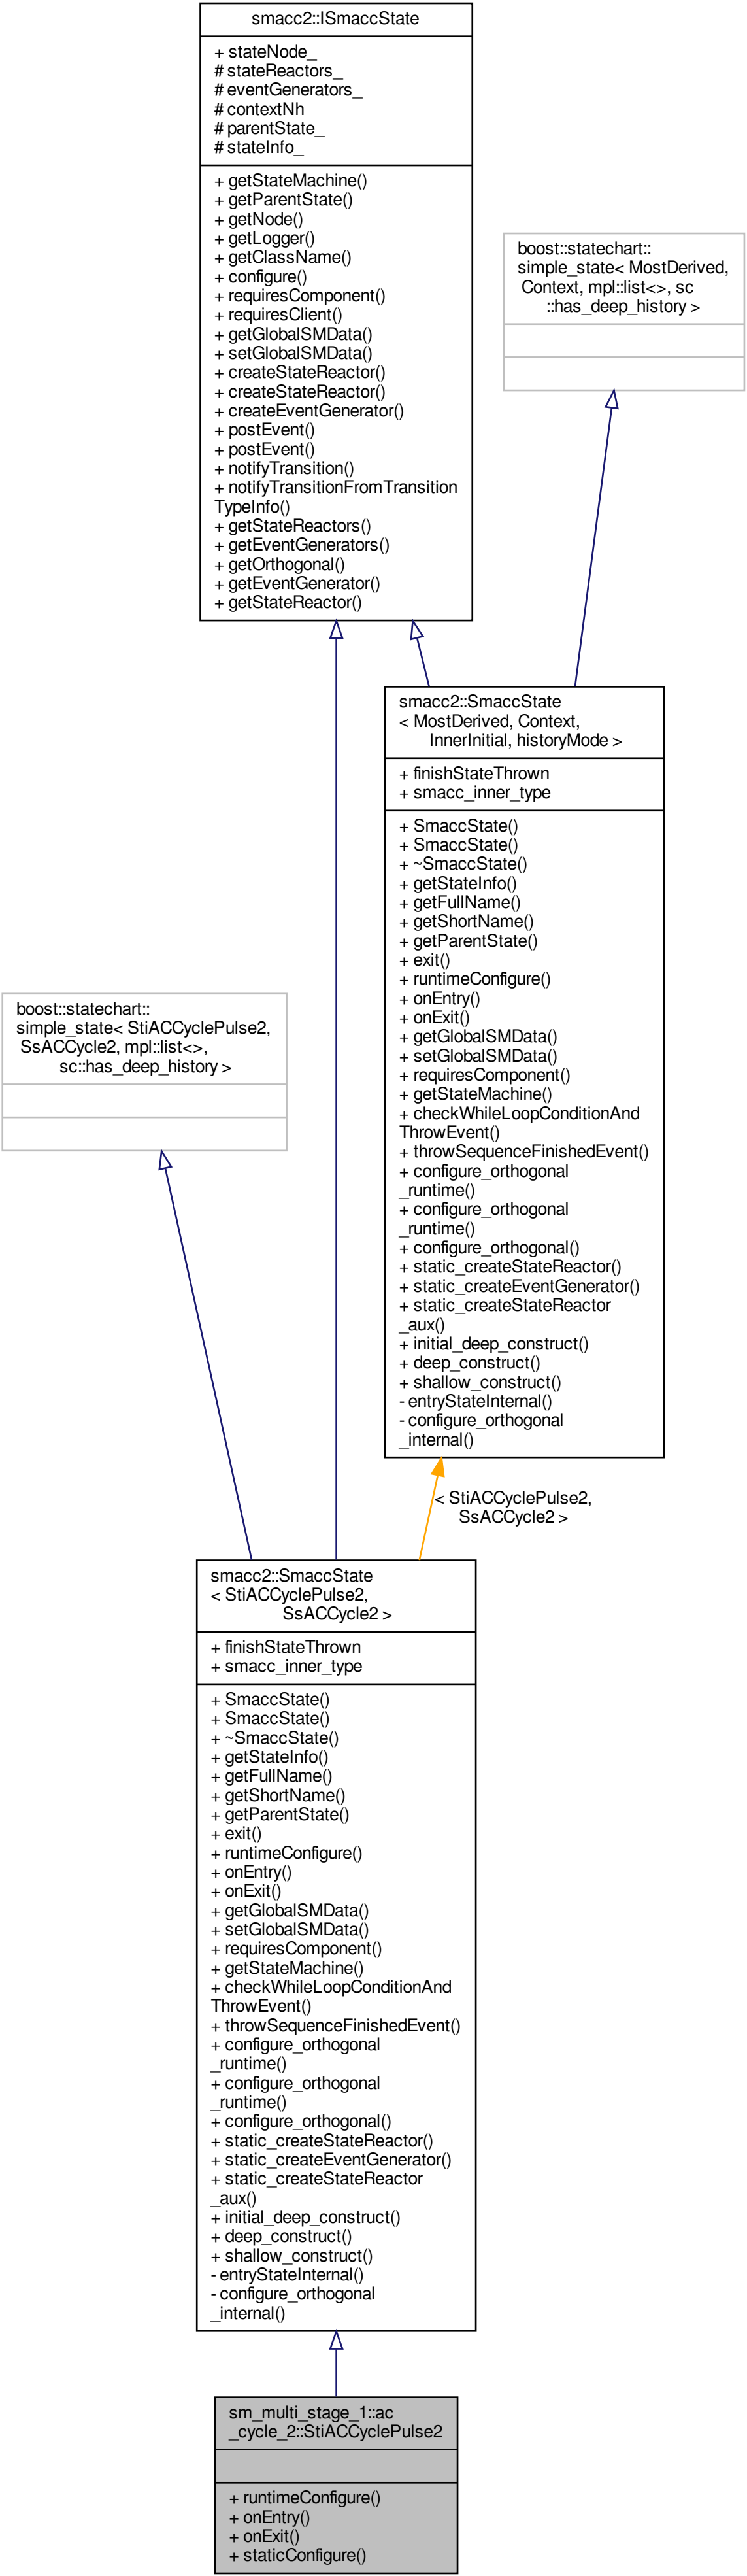 smacc2::ISmaccState
+ stateNode_
# stateReactors_
# eventGenerators_
# contextNh
# parentState_
# stateInfo_
+ getStateMachine()
+ getParentState()
+ getNode()
+ getLogger()
+ getClassName()
+ configure()
+ requiresComponent()
+ requiresClient()
+ getGlobalSMData()
+ setGlobalSMData()
+ createStateReactor()
+ createStateReactor()
+ createEventGenerator()
+ postEvent()
+ postEvent()
+ notifyTransition()
+ notifyTransitionFromTransition
TypeInfo()
+ getStateReactors()
+ getEventGenerators()
+ getOrthogonal()
+ getEventGenerator()
+ getStateReactor()
boost::statechart::
simple_state< MostDerived,
Context, mpl::list<>, sc
::has_deep_history >
smacc2::SmaccState
< MostDerived, Context,
InnerInitial, historyMode >
+ finishStateThrown
+ smacc_inner_type
+ SmaccState()
+ SmaccState()
+ ~SmaccState()
+ getStateInfo()
+ getFullName()
+ getShortName()
+ getParentState()
+ exit()
+ runtimeConfigure()
+ onEntry()
+ onExit()
+ getGlobalSMData()
+ setGlobalSMData()
+ requiresComponent()
+ getStateMachine()
+ checkWhileLoopConditionAnd
ThrowEvent()
+ throwSequenceFinishedEvent()
+ configure_orthogonal
_runtime()
+ configure_orthogonal
_runtime()
+ configure_orthogonal()
+ static_createStateReactor()
+ static_createEventGenerator()
+ static_createStateReactor
_aux()
+ initial_deep_construct()
+ deep_construct()
+ shallow_construct()
- entryStateInternal()
- configure_orthogonal
_internal()
boost::statechart::
simple_state< StiACCyclePulse2,
SsACCycle2, mpl::list<>,
sc::has_deep_history >
< StiACCyclePulse2,
SsACCycle2 >
smacc2::SmaccState
< StiACCyclePulse2,
SsACCycle2 >
+ finishStateThrown
+ smacc_inner_type
+ SmaccState()
+ SmaccState()
+ ~SmaccState()
+ getStateInfo()
+ getFullName()
+ getShortName()
+ getParentState()
+ exit()
+ runtimeConfigure()
+ onEntry()
+ onExit()
+ getGlobalSMData()
+ setGlobalSMData()
+ requiresComponent()
+ getStateMachine()
+ checkWhileLoopConditionAnd
ThrowEvent()
+ throwSequenceFinishedEvent()
+ configure_orthogonal
_runtime()
+ configure_orthogonal
_runtime()
+ configure_orthogonal()
+ static_createStateReactor()
+ static_createEventGenerator()
+ static_createStateReactor
_aux()
+ initial_deep_construct()
+ deep_construct()
+ shallow_construct()
- entryStateInternal()
- configure_orthogonal
_internal()
sm_multi_stage_1::ac
_cycle_2::StiACCyclePulse2
+ runtimeConfigure()
+ onEntry()
+ onExit()
+ staticConfigure()